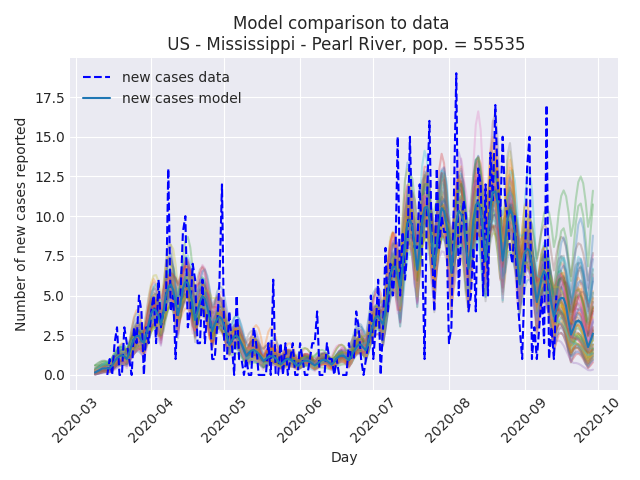 Model comparison to data
US - Mississippi - Pearl River, pop. = 55535
new cases data
new cases model
Number of new cases reported
17.5
15.0
12.5
10.0
7.5
5.0
2.5
0.0
2020-03
2020-04
2020-05
2020-06
2020-07
2020-08
2020-09
2020-10
Day